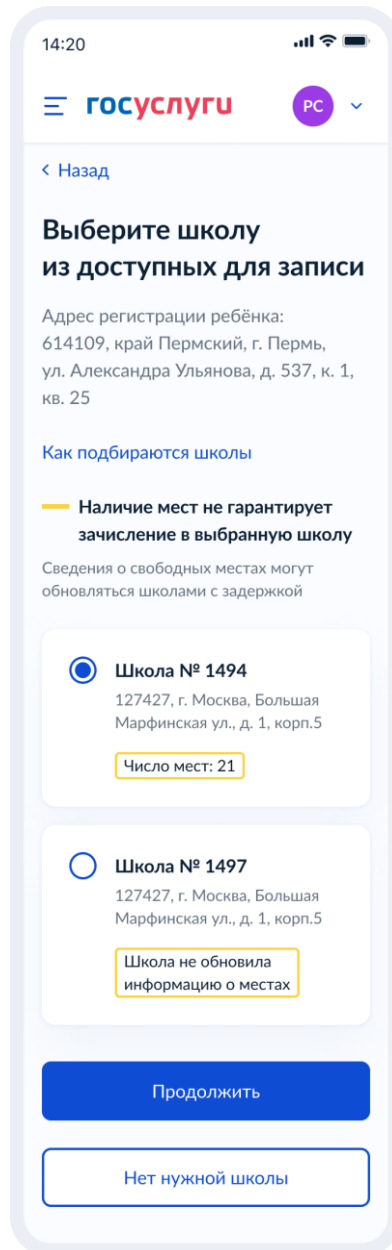 14:20
госуслуги
РС
Назад
Выберите школу
из доступных для записи
Адрес регистрации ребёнка:
614109, край Пермский, г. Пермь,
ул. Александра Ульянова, д. 537, к. 1,
кв. 25
Как подбираются школы
Наличие мест не гарантирует
зачисление в выбранную школу
Сведения о свободных местах могут
обновляться школами с задержкой
Школа № 1494
127427, г. Москва, Большая
Марфинская ул., д. 1, корп.5
Число мест: 21
Школа № 1497
127427, г. Москва, Большая
Марфинская ул., д. 1, корп.5
Школа не обновила
информацию о местах
Продолжить
Нет нужной школы